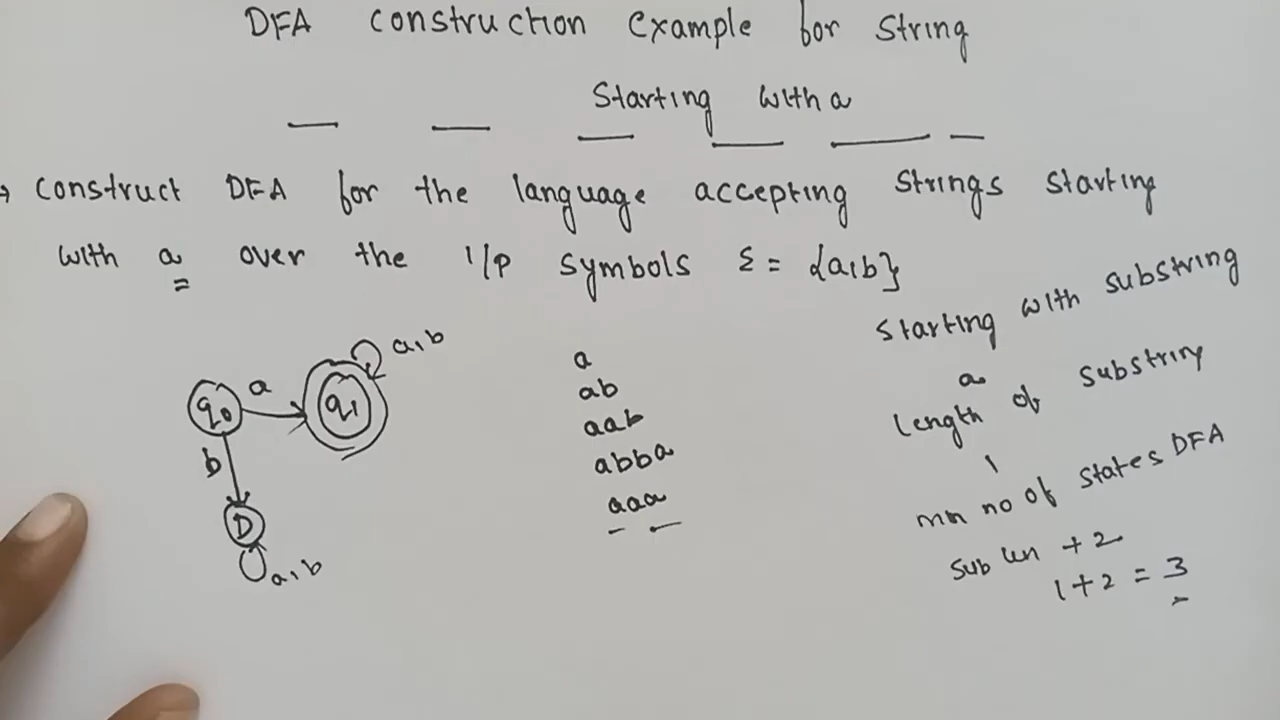 DFA construction Example for String
Starting with a
→ Construct DFA for the language accepting strings starting
with a over the I/P symbols Σ = {a,b}
a,b
q0
a
q1
b
D
a,b
a
ab
aab
abba
aaa
Starting with substring
a
length of substring
1
min no of states DFA
sub len +2
1+2 = 3